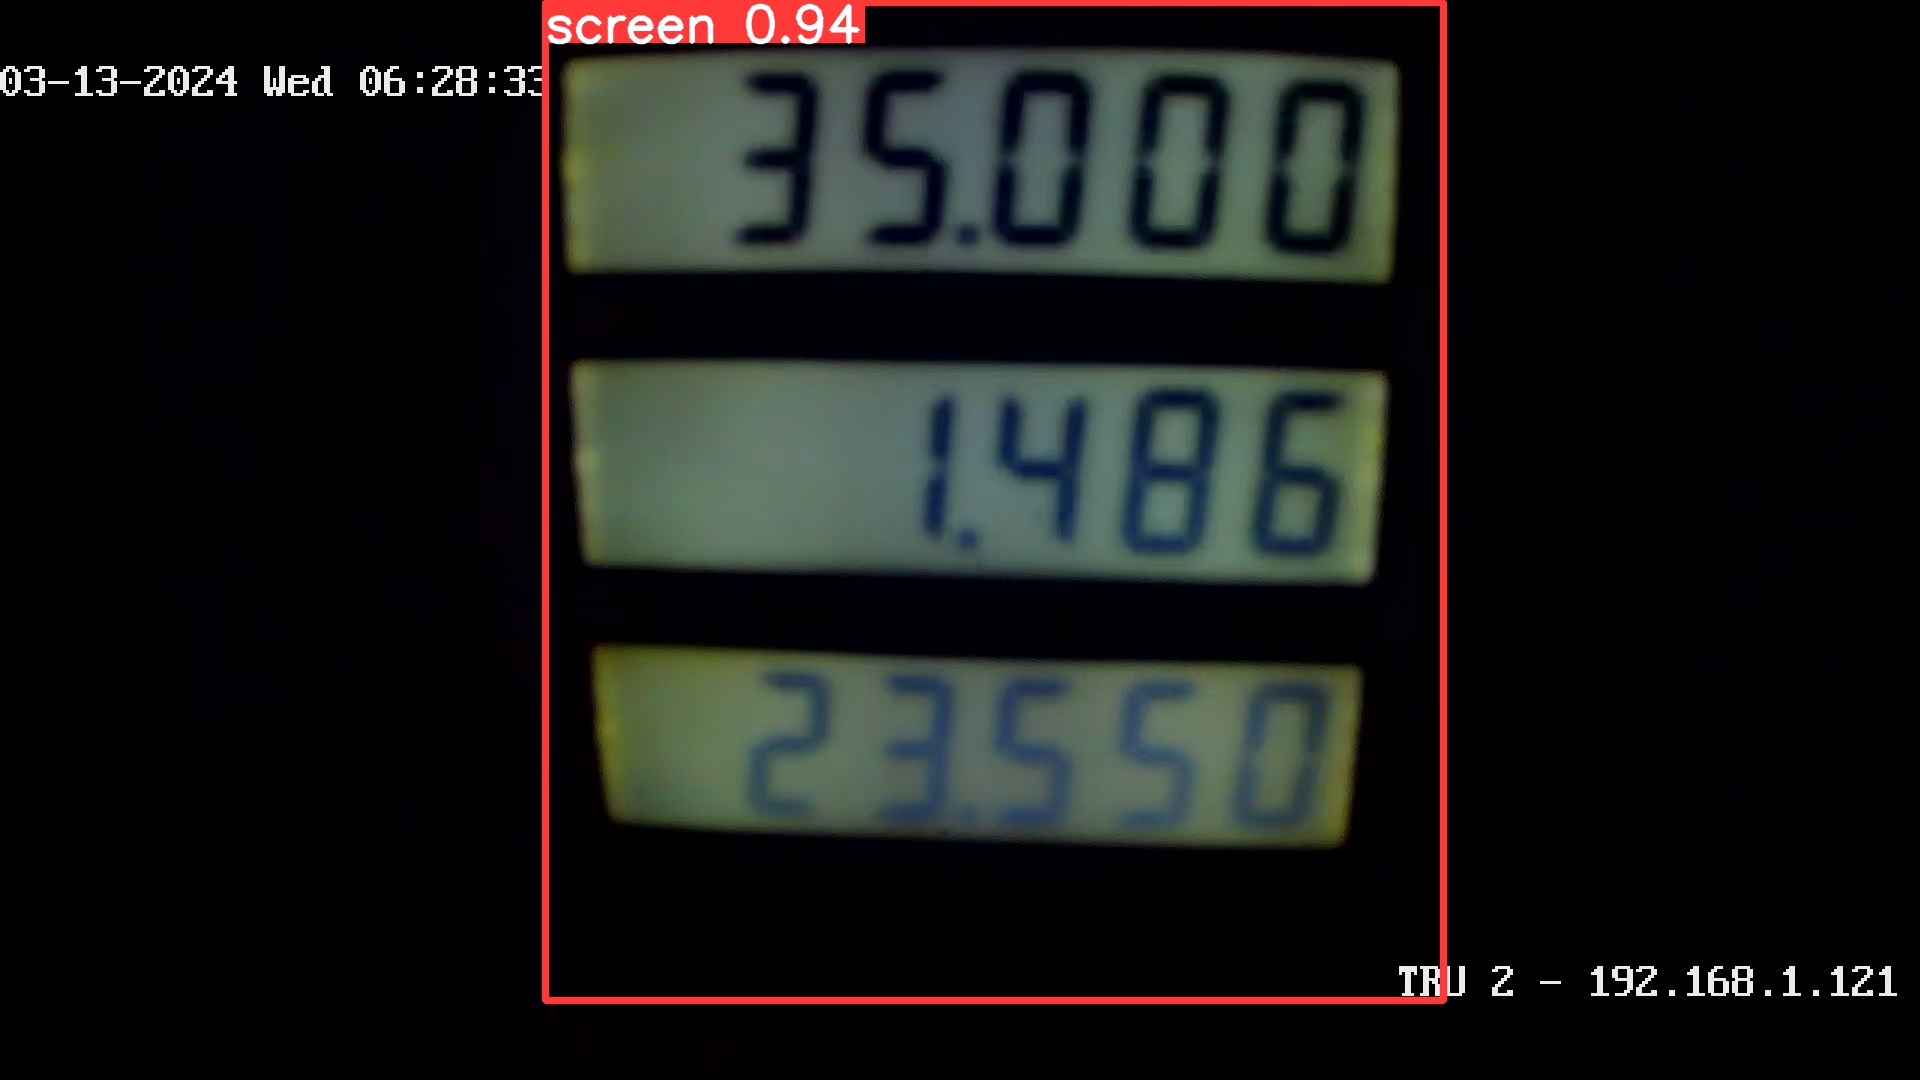 screen 0.94
03-13-2024 Wed 06:28:33
35.000
1.486
23.550
TRU 2 - 192.168.1.121